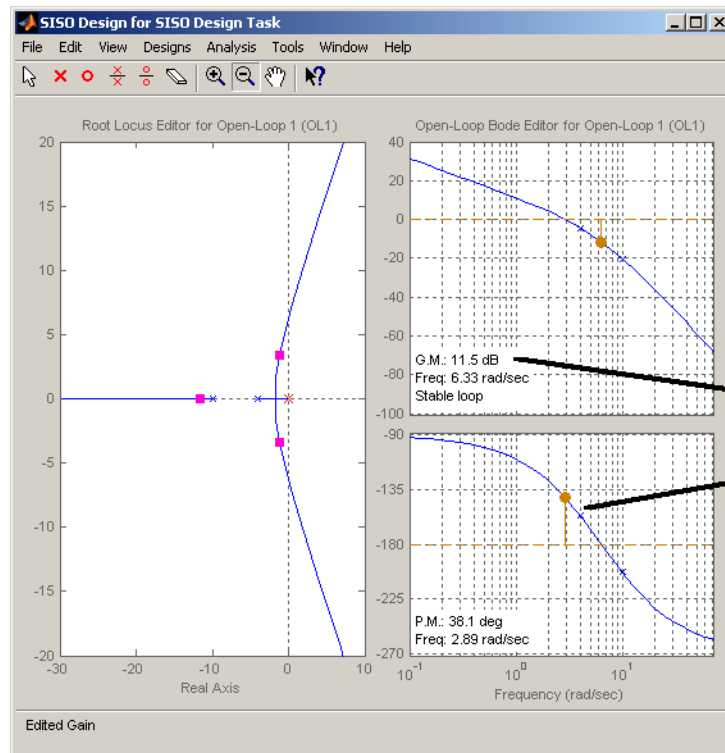 SISO Design for SISO Design Task
File Edit View Designs Analysis Tools Window Help
Root Locus Editor for Open-Loop 1 (OL1)
20
15
10
5
0
-5
-10
-15
-20
-30 -20 -10 0 10
Real Axis
Open-Loop Bode Editor for Open-Loop 1 (OL1)
40
20
0
-20
-40
-60
-80
-100
G.M.: 11.5 dB
Freq: 6.33 rad/sec
Stable loop
-90
-135
-180
-225
-270
P.M.: 38.1 deg
Freq: 2.89 rad/sec
10^-1 10^0 10^1
Frequency (rad/sec)
Edited Gain